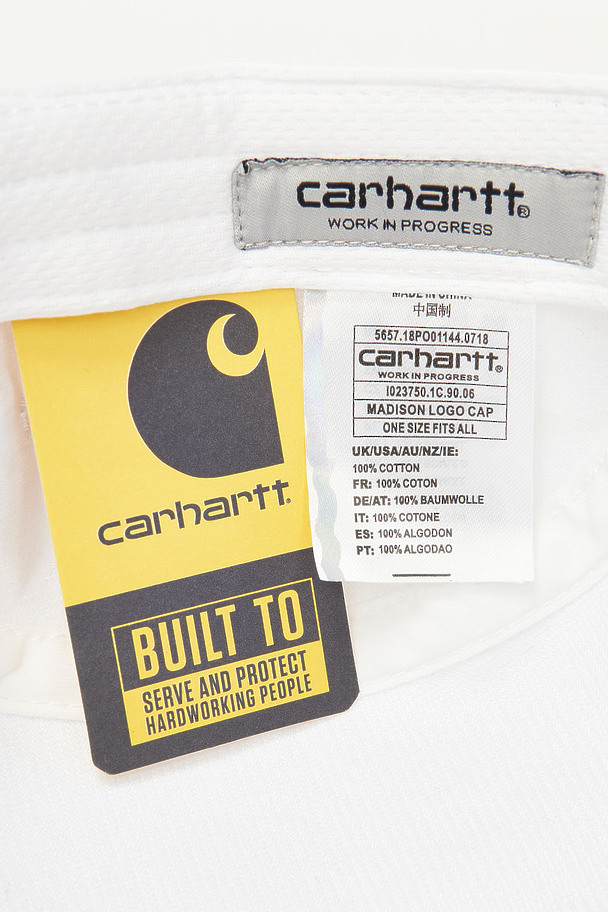 carhartt®
WORK IN PROGRESS
MADE IN CHINA
中国制
5657.18PO01144.0718
carhartt®
WORK IN PROGRESS
I023750.1C.90.06
MADISON LOGO CAP
ONE SIZE FITS ALL
UK/USA/AU/NZ/IE:
100% COTTON
FR: 100% COTON
DE/AT: 100% BAUMWOLLE
IT: 100% COTONE
ES: 100% ALGODON
PT: 100% ALGODAO
carhartt®
BUILT TO
SERVE AND PROTECT
HARDWORKING PEOPLE